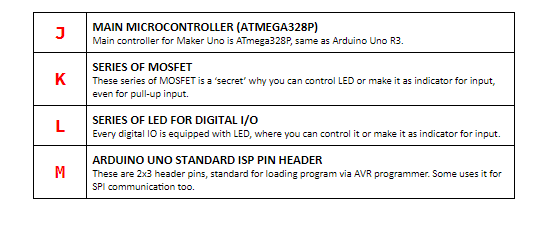 J
MAIN MICROCONTROLLER (ATMEGA328P)
Main controller for Maker Uno is ATmega328P, same as Arduino Uno R3.
K
SERIES OF MOSFET
These series of MOSFET is a ‘secret’ why you can control LED or make it as indicator for input,
even for pull-up input.
L
SERIES OF LED FOR DIGITAL I/O
Every digital IO is equipped with LED, where you can control it or make it as indicator for input.
M
ARDUINO UNO STANDARD ISP PIN HEADER
These are 2x3 header pins, standard for loading program via AVR programmer. Some uses it for
SPI communication too.